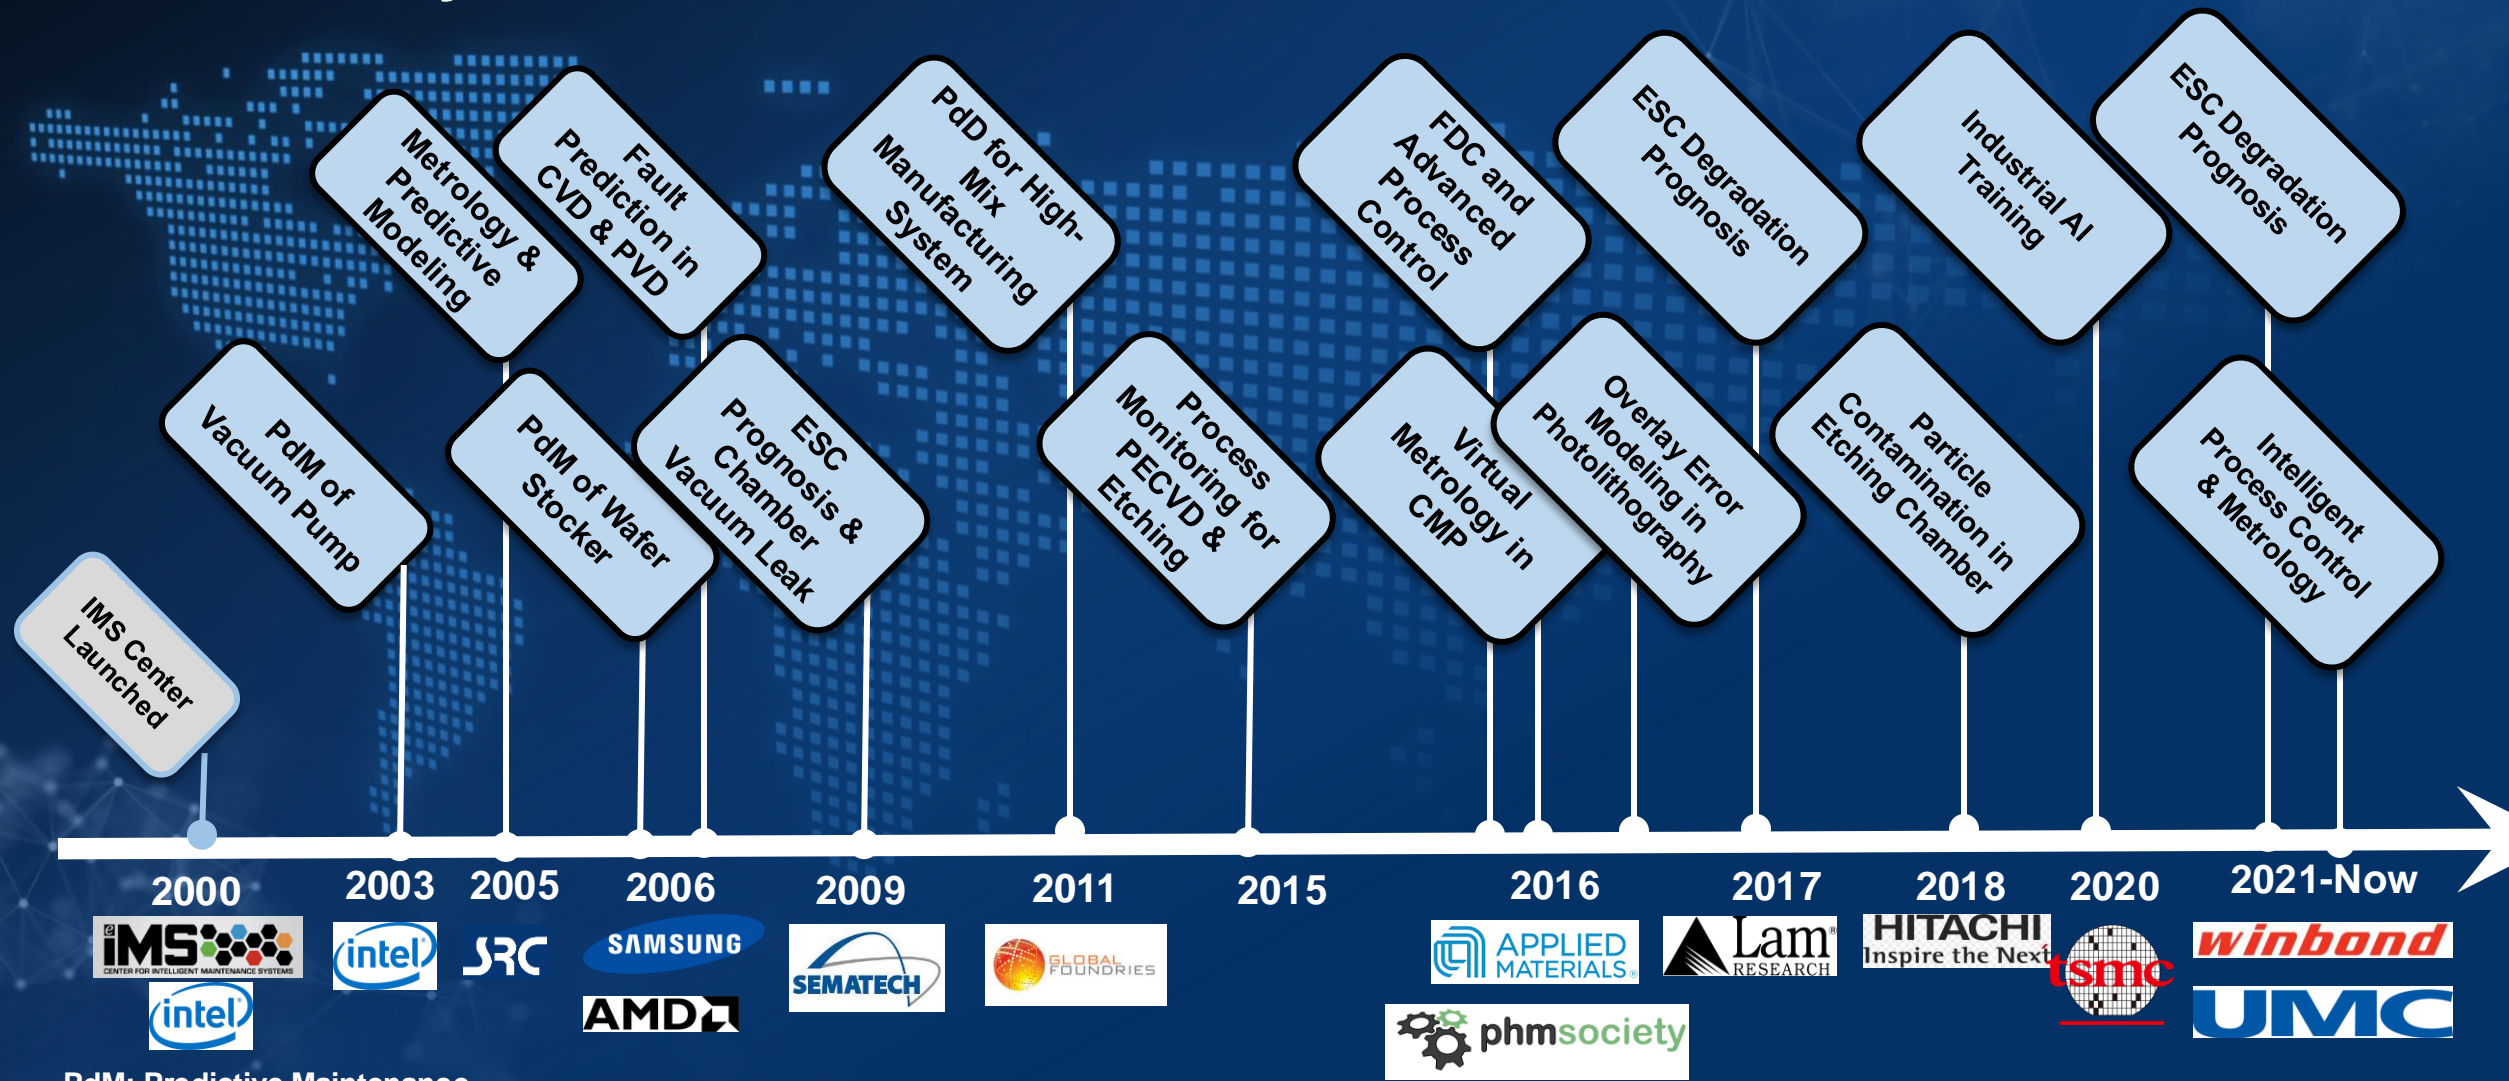 IMS Center
Launched
PdM of
Vacuum Pump
Metrology &
Predictive
Modeling
PdM of Wafer
Stocker
Fault
Prediction in
CVD & PVD
ESC
Prognosis &
Chamber
Vacuum Leak
PdD for High-
Mix
Manufacturing
System
Process
Monitoring for
PECVD &
Etching
FDC and
Advanced
Process
Control
Virtual
Metrology in
CMP
Overlay Error
Modeling in
Photolithography
ESC Degradation
Prognosis
Particle
Contamination in
Etching Chamber
Industrial AI
Training
ESC Degradation
Prognosis
Intelligent
Process Control
& Metrology
2000
2003
2005
2006
2009
2011
2015
2016
2017
2018
2020
2021-Now
IMS
CENTER FOR INTELLIGENT MAINTENANCE SYSTEMS
intel
intel
SRC
SAMSUNG
AMD
SEMATECH
GLOBAL
FOUNDRIES
APPLIED
MATERIALS®
phmsociety
Lam®
RESEARCH
HITACHI
Inspire the Next
tsmc
winbond
UMC
PdM: Predictive Maintenance